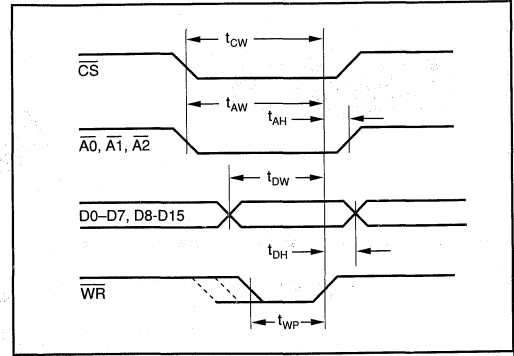 tCW
CS
tAW
tAH
A0, A1, A2
tDW
D0–D7, D8-D15
tDH
WR
tWP